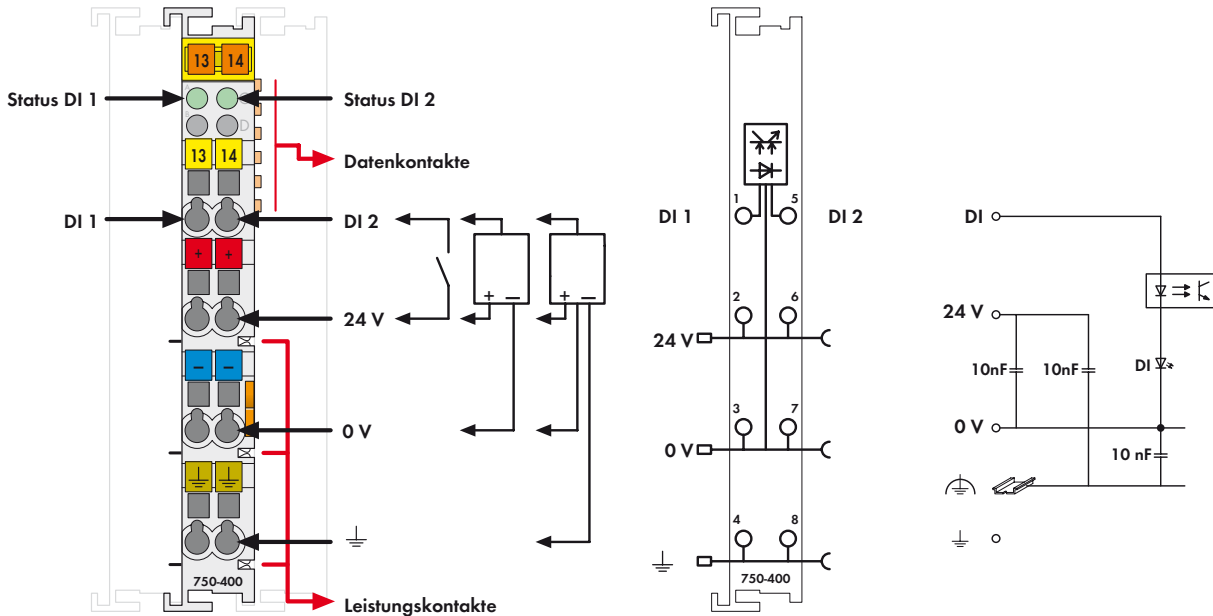 13 14
A C
Status DI 1
Status DI 2
B D
13 14
Datenkontakte
DI 1
DI 2
+ +
+ −
+ −
24 V
− −
0 V
750-400
Leistungskontakte
1 5
DI 1
DI 2
2 6
24 V
3 7
0 V
4 8
750-400
DI
24 V
10nF
10nF
DI
0 V
10 nF